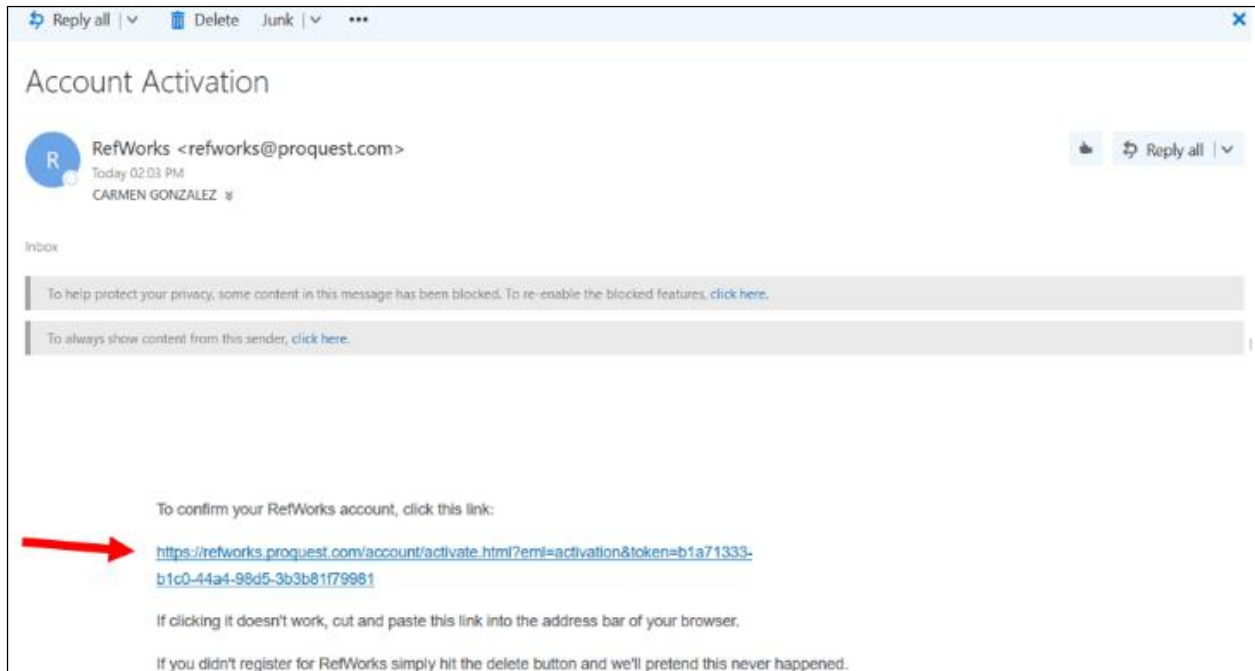 Reply all
Delete
Junk
Account Activation
R
RefWorks <refworks@proquest.com>
Today 02:03 PM
CARMEN GONZALEZ
Reply all
Inbox
To help protect your privacy, some content in this message has been blocked. To re-enable the blocked features, click here.
To always show content from this sender, click here.
To confirm your RefWorks account, click this link:
https://refworks.proquest.com/account/activate.html?eml=activation&token=b1a71333-
b1c0-44a4-98d5-3b3b81f79981
If clicking it doesn't work, cut and paste this link into the address bar of your browser.
If you didn't register for RefWorks simply hit the delete button and we'll pretend this never happened.